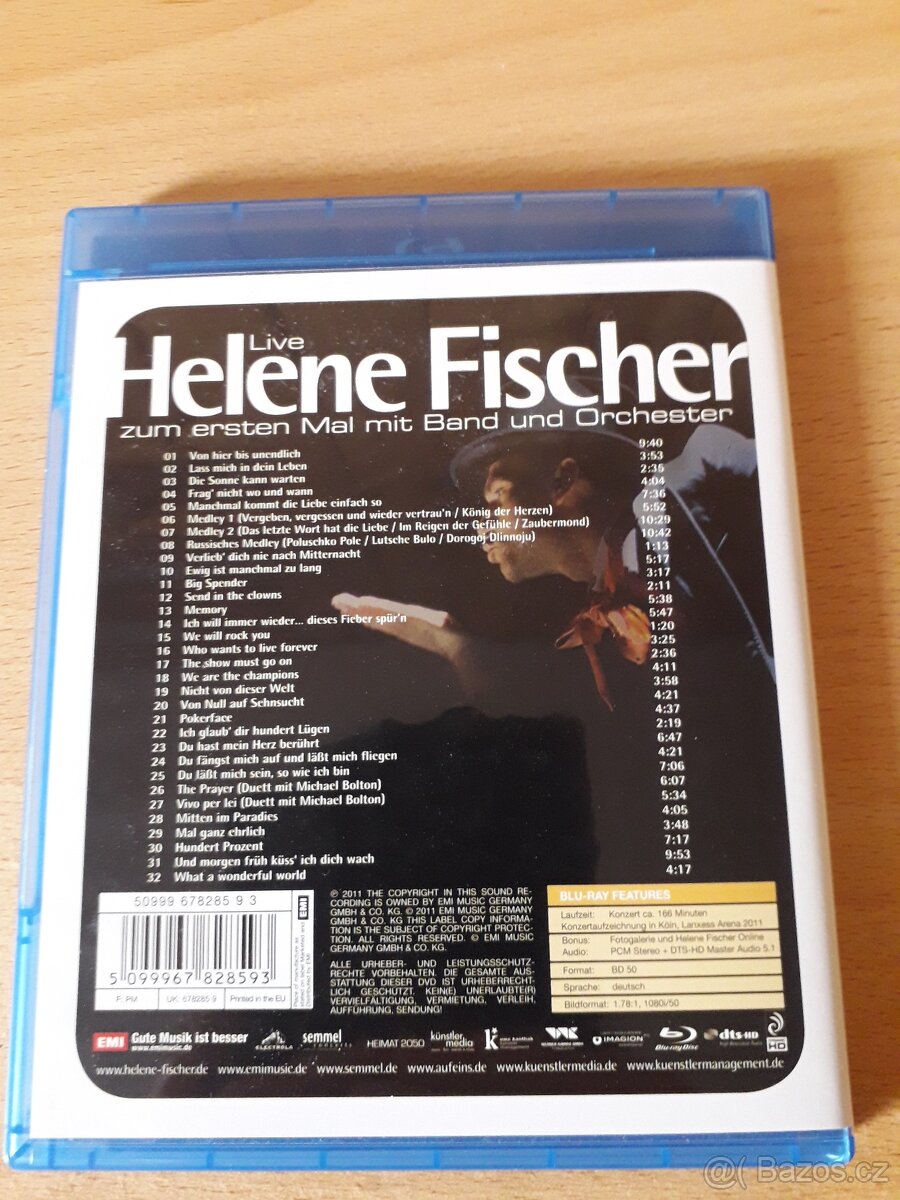 Live
Helene Fischer
zum ersten Mal mit Band und Orchester
01 Von hier bis unendlich 9:40
02 Lass mich in dein Leben 3:53
03 Die Sonne kann warten 2:35
04 Frag' nicht wo und wann 4:04
05 Manchmal kommt die Liebe einfach so 7:36
06 Medley 1 (Vergeben, vergessen und wieder vertrau'n / König der Herzen) 5:52
07 Medley 2 (Das letzte Wort hat die Liebe / Im Reigen der Gefühle / Zaubermond) 10:29
08 Russisches Medley (Poluschko Pole / Lutsche Bulo / Dorogoj Dlinnoju) 10:42
09 Verlieb' dich nie nach Mitternacht 1:13
10 Ewig ist manchmal zu lang 5:17
11 Big Spender 3:17
12 Send in the clowns 2:11
13 Memory 5:38
14 Ich will immer wieder... dieses Fieber spür'n 5:47
15 We will rock you 1:20
16 Who wants to live forever 3:25
17 The show must go on 2:36
18 We are the champions 4:11
19 Nicht von dieser Welt 3:58
20 Von Null auf Sehnsucht 4:21
21 Pokerface 4:37
22 Ich glaub' dir hundert Lügen 2:19
23 Du hast mein Herz berührt 6:47
24 Du fängst mich auf und läßt mich fliegen 4:21
25 Du läßt mich sein, so wie ich bin 7:06
26 The Prayer (Duett mit Michael Bolton) 6:07
27 Vivo per lei (Duett mit Michael Bolton) 5:34
28 Mitten im Paradies 4:05
29 Mal ganz ehrlich 3:48
30 Hundert Prozent 7:17
31 Und morgen früh küss' ich dich wach 9:53
32 What a wonderful world 4:17
50999 678285 9 3
5 099967 828593
F: PM UK: 678285 9 Printed in the EU
EMI
℗ 2011 THE COPYRIGHT IN THIS SOUND RE-
CORDING IS OWNED BY EMI MUSIC GERMANY
GMBH & CO. KG. © 2011 EMI MUSIC GERMANY
GMBH & CO. KG THIS LABEL COPY INFORMA-
TION IS THE SUBJECT OF COPYRIGHT PROTEC-
TION. ALL RIGHTS RESERVED. © EMI MUSIC
GERMANY GMBH & CO. KG.
ALLE URHEBER- UND LEISTUNGSSCHUTZ-
RECHTE VORBEHALTEN. DIE GESAMTE AUS-
STATTUNG DIESER DVD IST URHEBERRECHT-
LICH GESCHÜTZT. KEIN(E) UNERLAUBTE(R)
VERVIELFÄLTIGUNG, VERMIETUNG, VERLEIH,
AUFFÜHRUNG, SENDUNG!
BLU-RAY FEATURES
Laufzeit: Konzert ca. 166 Minuten
Konzertaufzeichnung in Köln, Lanxess Arena 2011
Bonus: Fotogalerie und Helene Fischer Online
Audio: PCM Stereo + DTS-HD Master Audio 5.1
Format: BD 50
Sprache: deutsch
Bildformat: 1.78:1, 1080i/50
EMI Gute Musik ist besser
www.emimusic.de
ELECTROLA
semmel
concerts
HEIMAT 2050
künstler
media
IMAGION
Blu-ray Disc
dts-HD
HD
www.helene-fischer.de www.emimusic.de www.semmel.de www.aufeins.de www.kuenstlermedia.de www.kuenstlermanagement.de
@ Bazos.cz